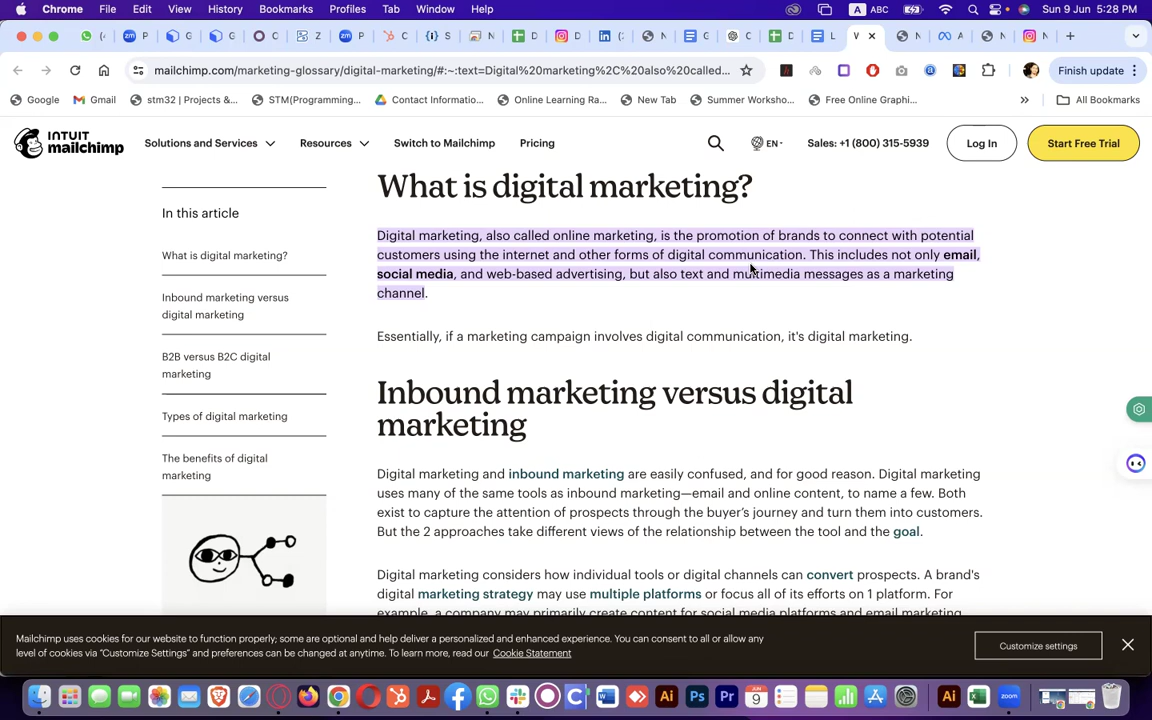 Chrome File Edit View History Bookmarks Profiles Tab Window Help A ABC Sun 9 Jun 5:28 PM
mailchimp.com/marketing-glossary/digital-marketing/#:~:text=Digital%20marketing%2C%20also%20called... Finish update
Google Gmail stm32 | Projects &... STM(Programming... Contact Informatio... Online Learning Ra... New Tab Summer Worksho... Free Online Graphi... » All Bookmarks
INTUIT
mailchimp
Solutions and Services Resources Switch to Mailchimp Pricing EN Sales: +1 (800) 315-5939 Log In Start Free Trial
In this article
What is digital marketing?
Inbound marketing versus
digital marketing
B2B versus B2C digital
marketing
Types of digital marketing
The benefits of digital
marketing
What is digital marketing?
Digital marketing, also called online marketing, is the promotion of brands to connect with potential
customers using the internet and other forms of digital communication. This includes not only email,
social media, and web-based advertising, but also text and multimedia messages as a marketing
channel.
Essentially, if a marketing campaign involves digital communication, it's digital marketing.
Inbound marketing versus digital
marketing
Digital marketing and inbound marketing are easily confused, and for good reason. Digital marketing
uses many of the same tools as inbound marketing—email and online content, to name a few. Both
exist to capture the attention of prospects through the buyer's journey and turn them into customers.
But the 2 approaches take different views of the relationship between the tool and the goal.
Digital marketing considers how individual tools or digital channels can convert prospects. A brand's
digital marketing strategy may use multiple platforms or focus all of its efforts on 1 platform. For
example, a company may primarily create content for social media platforms and email marketing
Mailchimp uses cookies for our website to function properly; some are optional and help deliver a personalized and enhanced experience. You can consent to all or allow any
level of cookies via "Customize Settings" and preferences can be changed at anytime. To learn more, read our Cookie Statement
Customize settings